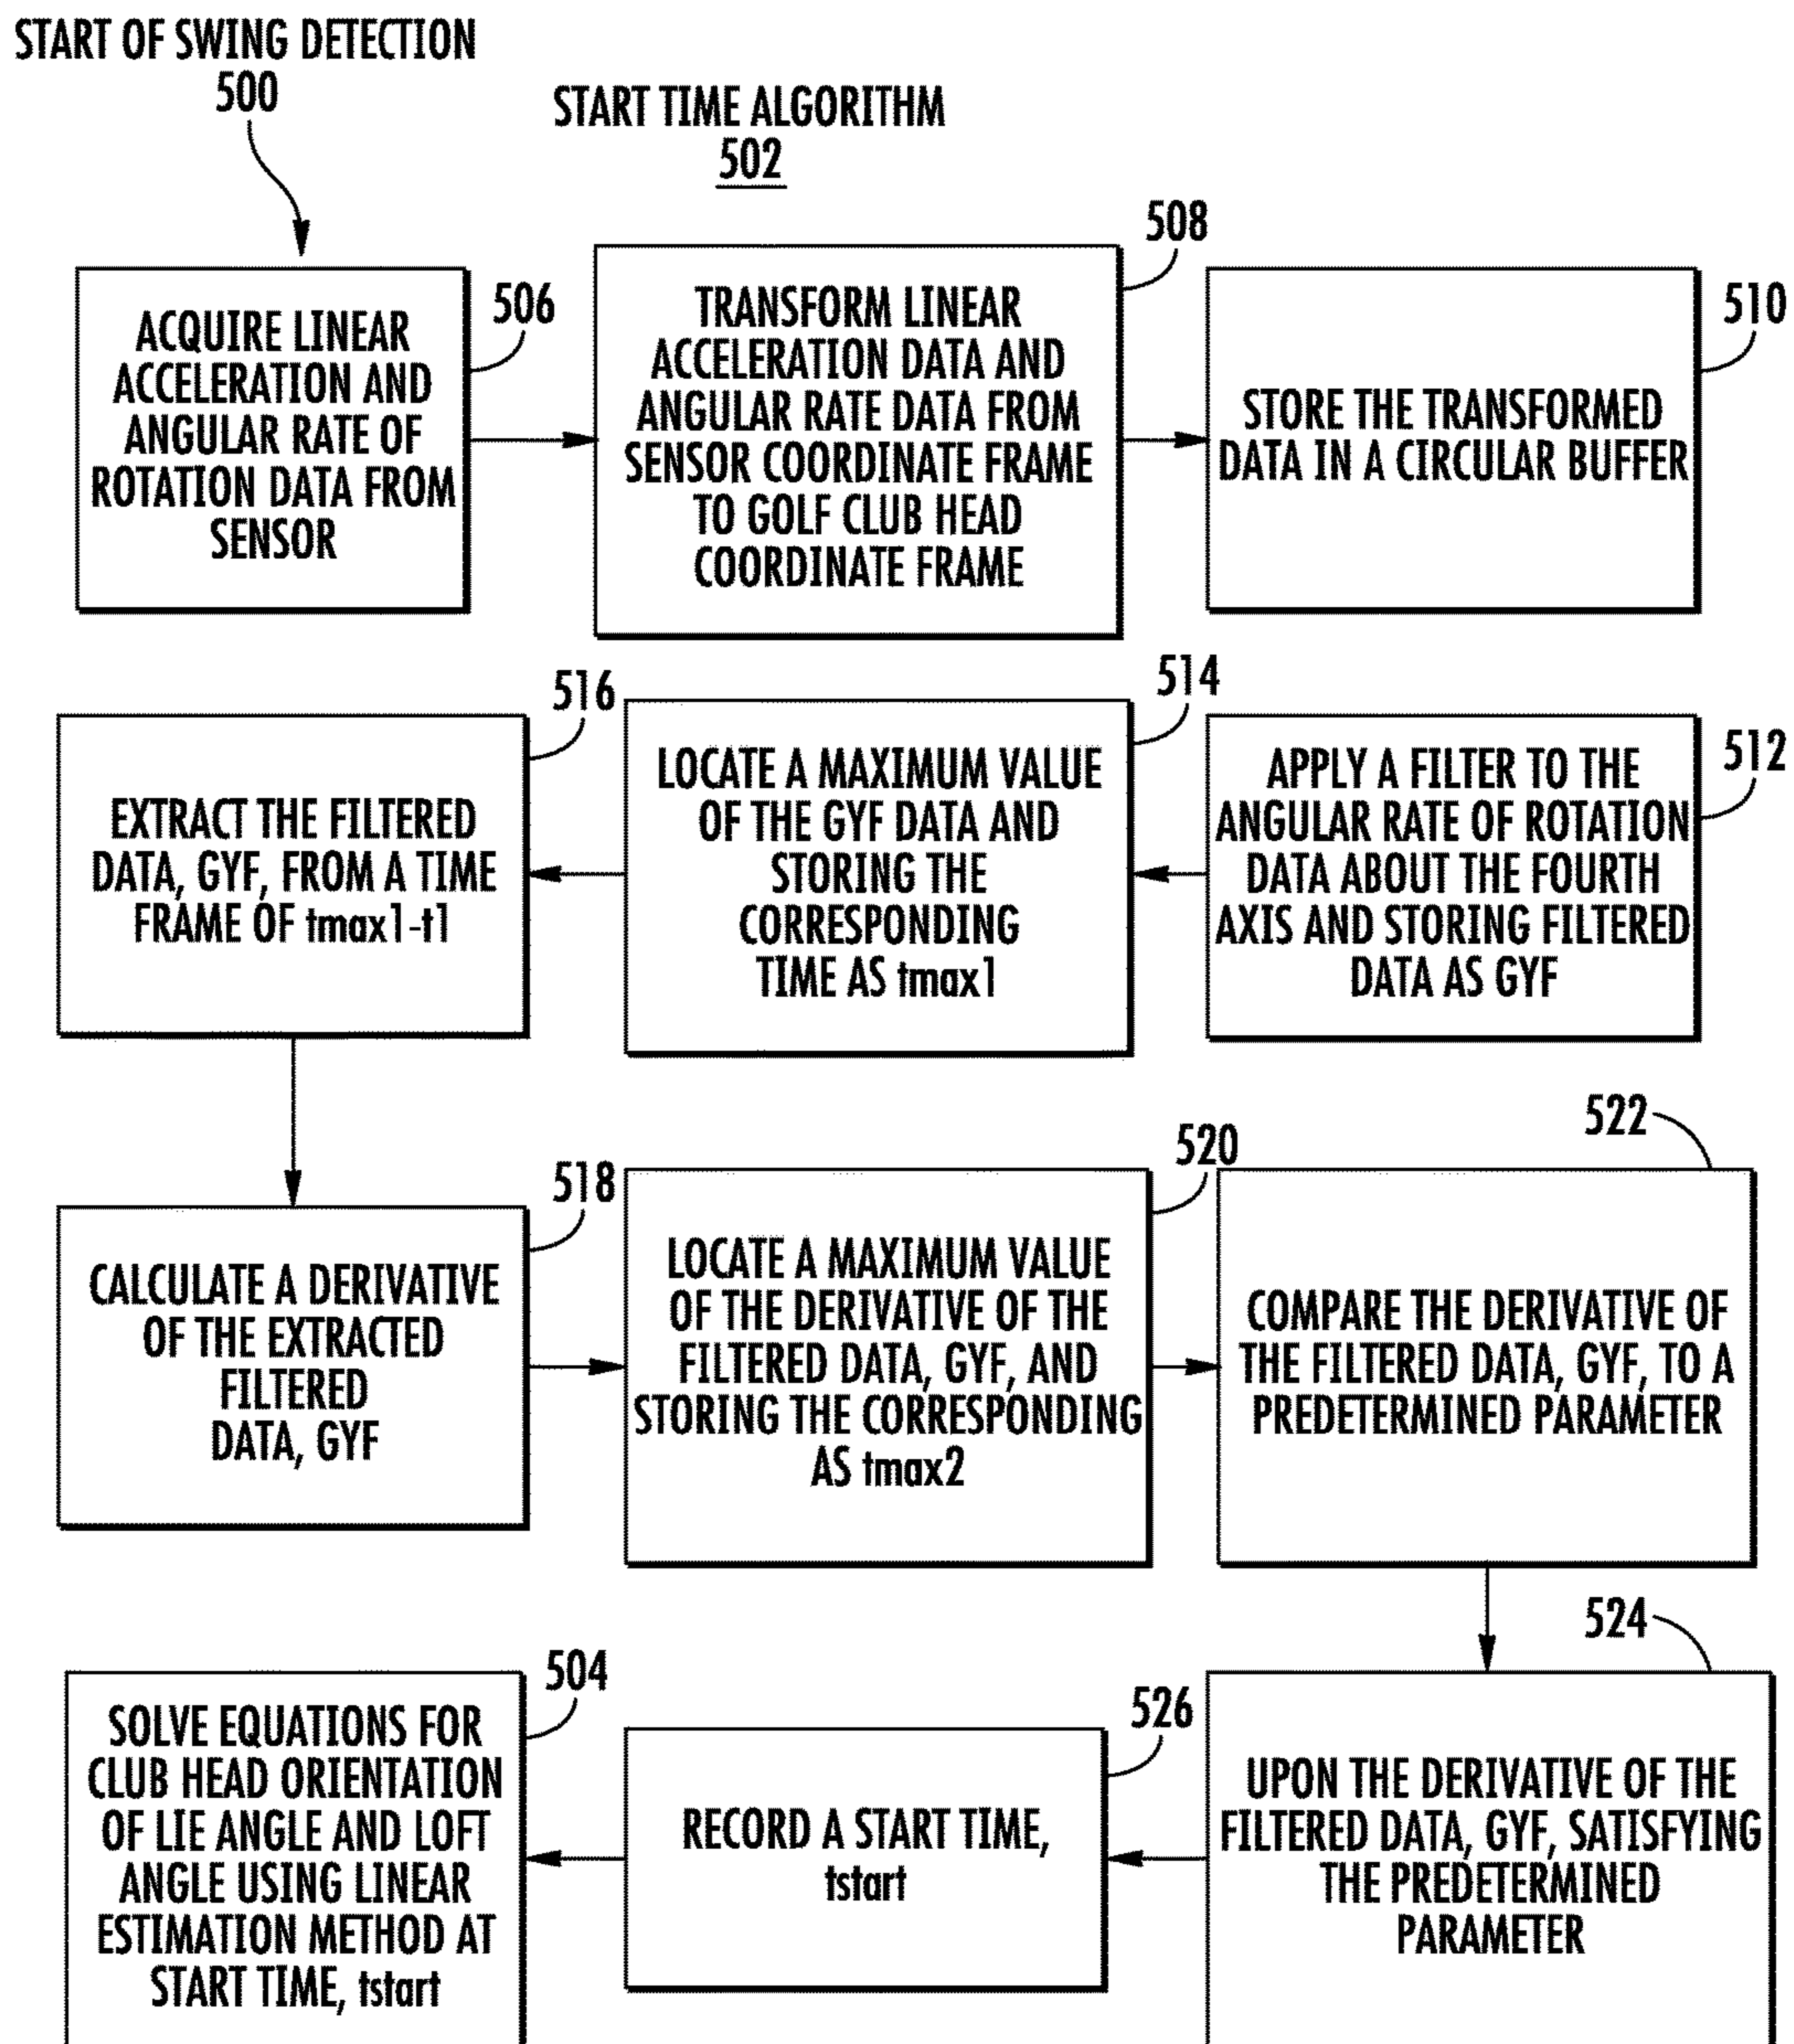 START OF SWING DETECTION
500
START TIME ALGORITHM
502
506
ACQUIRE LINEAR
ACCELERATION AND
ANGULAR RATE OF
ROTATION DATA FROM
SENSOR
508
TRANSFORM LINEAR
ACCELERATION DATA AND
ANGULAR RATE DATA FROM
SENSOR COORDINATE FRAME
TO GOLF CLUB HEAD
COORDINATE FRAME
510
STORE THE TRANSFORMED
DATA IN A CIRCULAR BUFFER
512
APPLY A FILTER TO THE
ANGULAR RATE OF ROTATION
DATA ABOUT THE FOURTH
AXIS AND STORING FILTERED
DATA AS GYF
514
LOCATE A MAXIMUM VALUE
OF THE GYF DATA AND
STORING THE
CORRESPONDING
TIME AS tmax1
516
EXTRACT THE FILTERED
DATA, GYF, FROM A TIME
FRAME OF tmax1-t1
518
CALCULATE A DERIVATIVE
OF THE EXTRACTED
FILTERED
DATA, GYF
520
LOCATE A MAXIMUM VALUE
OF THE DERIVATIVE OF THE
FILTERED DATA, GYF, AND
STORING THE CORRESPONDING
AS tmax2
522
COMPARE THE DERIVATIVE OF
THE FILTERED DATA, GYF, TO A
PREDETERMINED PARAMETER
524
UPON THE DERIVATIVE OF THE
FILTERED DATA, GYF, SATISFYING
THE PREDETERMINED
PARAMETER
526
RECORD A START TIME,
tstart
504
SOLVE EQUATIONS FOR
CLUB HEAD ORIENTATION
OF LIE ANGLE AND LOFT
ANGLE USING LINEAR
ESTIMATION METHOD AT
START TIME, tstart